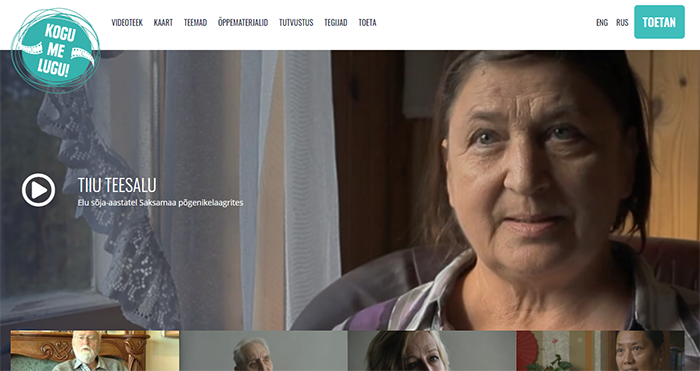 KOGU
ME
LUGU!
VIDEOTEEK KAART TEEMAD ÕPPEMATERJALID TUTVUSTUS TEGIJAD TOETA
ENG RUS TOETAN
TIIU TEESALU
Elu sõja-aastatel Saksamaa põgenikelaagrites